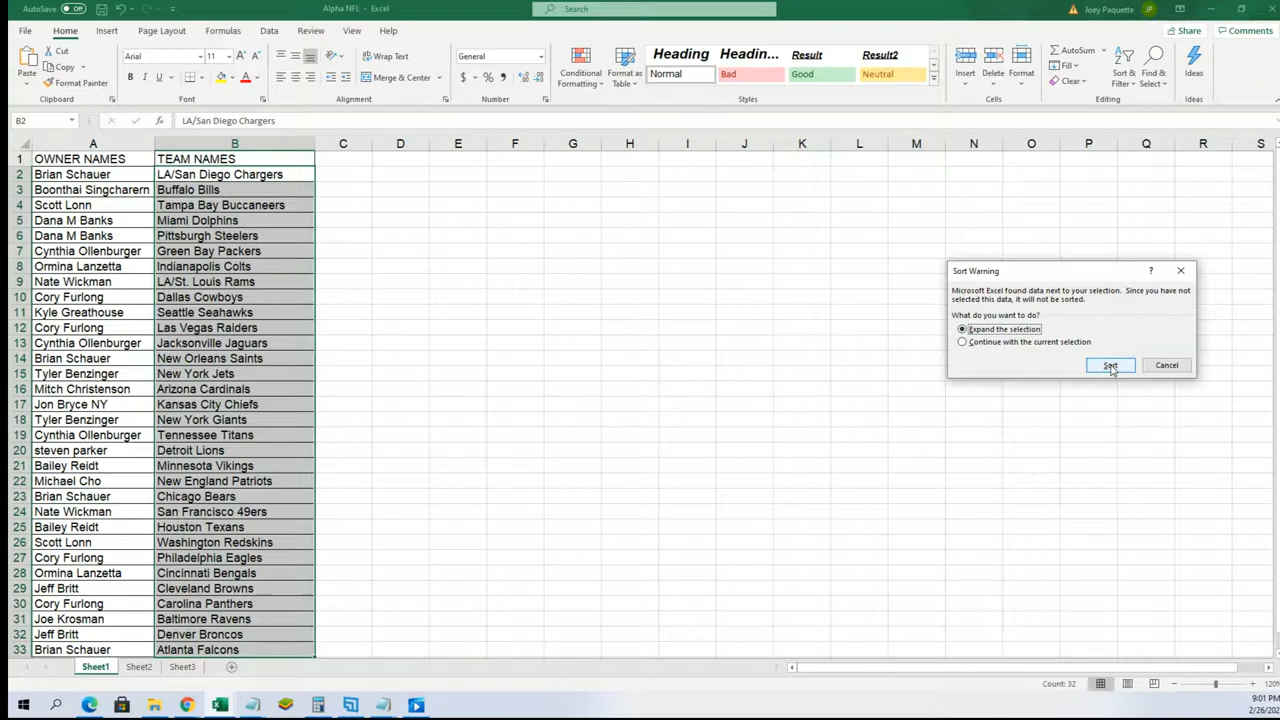 AutoSave Off Alpha NFL - Excel Search Joey Paquette JP
File Home Insert Page Layout Formulas Data Review View Help Share Comments
Paste Cut Copy Format Painter Clipboard
Arial 11 A A B I U A Font
Wrap Text Merge & Center Alignment
General $ % Number
Conditional Formatting Format as Table
Heading Headin... Result Result2
Normal Bad Good Neutral
Styles
Insert Delete Format Cells
AutoSum Fill Clear Sort & Filter Find & Select Editing
Ideas Ideas
B2 fx LA/San Diego Chargers
A B C D E F G H I J K L M N O P Q R S
1 OWNER NAMES TEAM NAMES
2 Brian Schauer LA/San Diego Chargers
3 Boonthai Singcharern Buffalo Bills
4 Scott Lonn Tampa Bay Buccaneers
5 Dana M Banks Miami Dolphins
6 Dana M Banks Pittsburgh Steelers
7 Cynthia Ollenburger Green Bay Packers
8 Ormina Lanzetta Indianapolis Colts
9 Nate Wickman LA/St. Louis Rams
10 Cory Furlong Dallas Cowboys
11 Kyle Greathouse Seattle Seahawks
12 Cory Furlong Las Vegas Raiders
13 Cynthia Ollenburger Jacksonville Jaguars
14 Brian Schauer New Orleans Saints
15 Tyler Benzinger New York Jets
16 Mitch Christenson Arizona Cardinals
17 Jon Bryce NY Kansas City Chiefs
18 Tyler Benzinger New York Giants
19 Cynthia Ollenburger Tennessee Titans
20 steven parker Detroit Lions
21 Bailey Reidt Minnesota Vikings
22 Michael Cho New England Patriots
23 Brian Schauer Chicago Bears
24 Nate Wickman San Francisco 49ers
25 Bailey Reidt Houston Texans
26 Scott Lonn Washington Redskins
27 Cory Furlong Philadelphia Eagles
28 Ormina Lanzetta Cincinnati Bengals
29 Jeff Britt Cleveland Browns
30 Cory Furlong Carolina Panthers
31 Joe Krosman Baltimore Ravens
32 Jeff Britt Denver Broncos
33 Brian Schauer Atlanta Falcons
Sort Warning ?
Microsoft Excel found data next to your selection. Since you have not
selected this data, it will not be sorted.
What do you want to do?
Expand the selection
Continue with the current selection
Sort Cancel
Sheet1 Sheet2 Sheet3
Count: 32 120%
9:01 PM
2/26/202